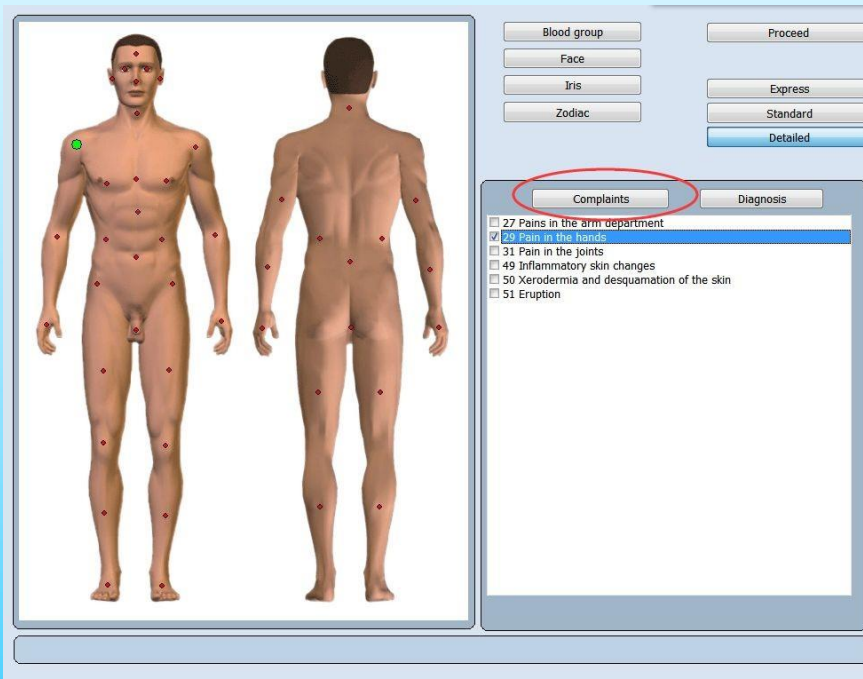 Blood group
Proceed
Face
Iris
Express
Zodiac
Standard
Detailed
Complaints
Diagnosis
27 Pains in the arm department
29 Pain in the hands
31 Pain in the joints
49 Inflammatory skin changes
50 Xerodermia and desquamation of the skin
51 Eruption